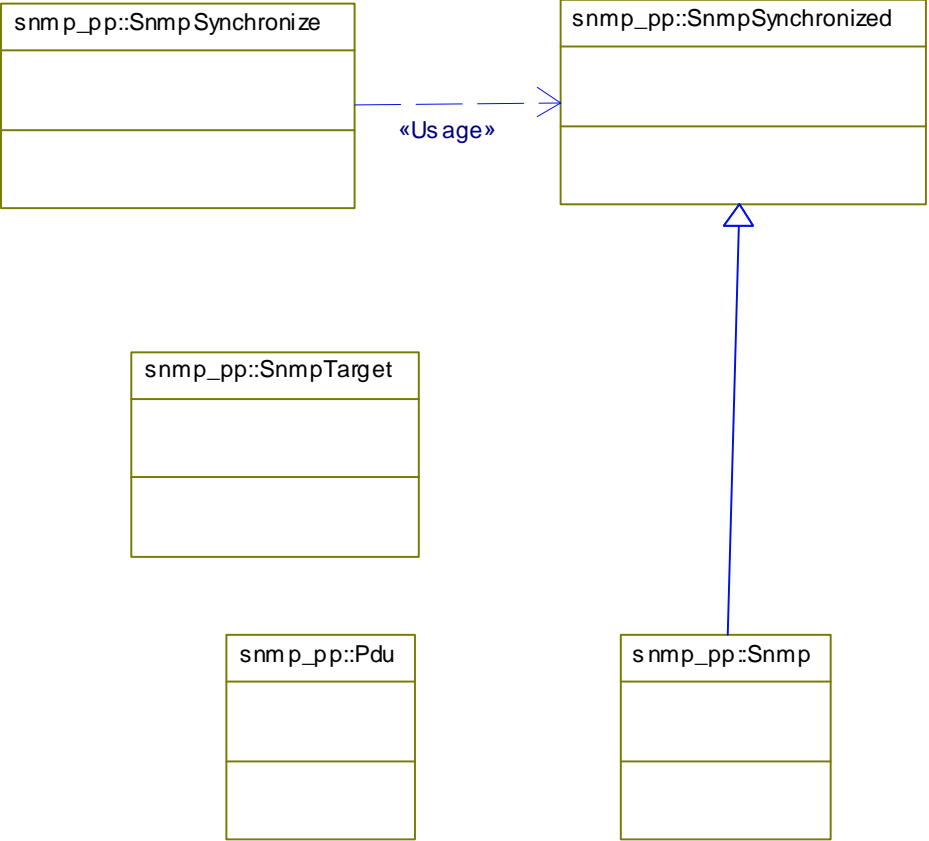 snmp_pp::SnmpSynchronize
snmp_pp::SnmpSynchronized
«Usage»
snmp_pp::SnmpTarget
snmp_pp::Pdu
snmp_pp::Snmp